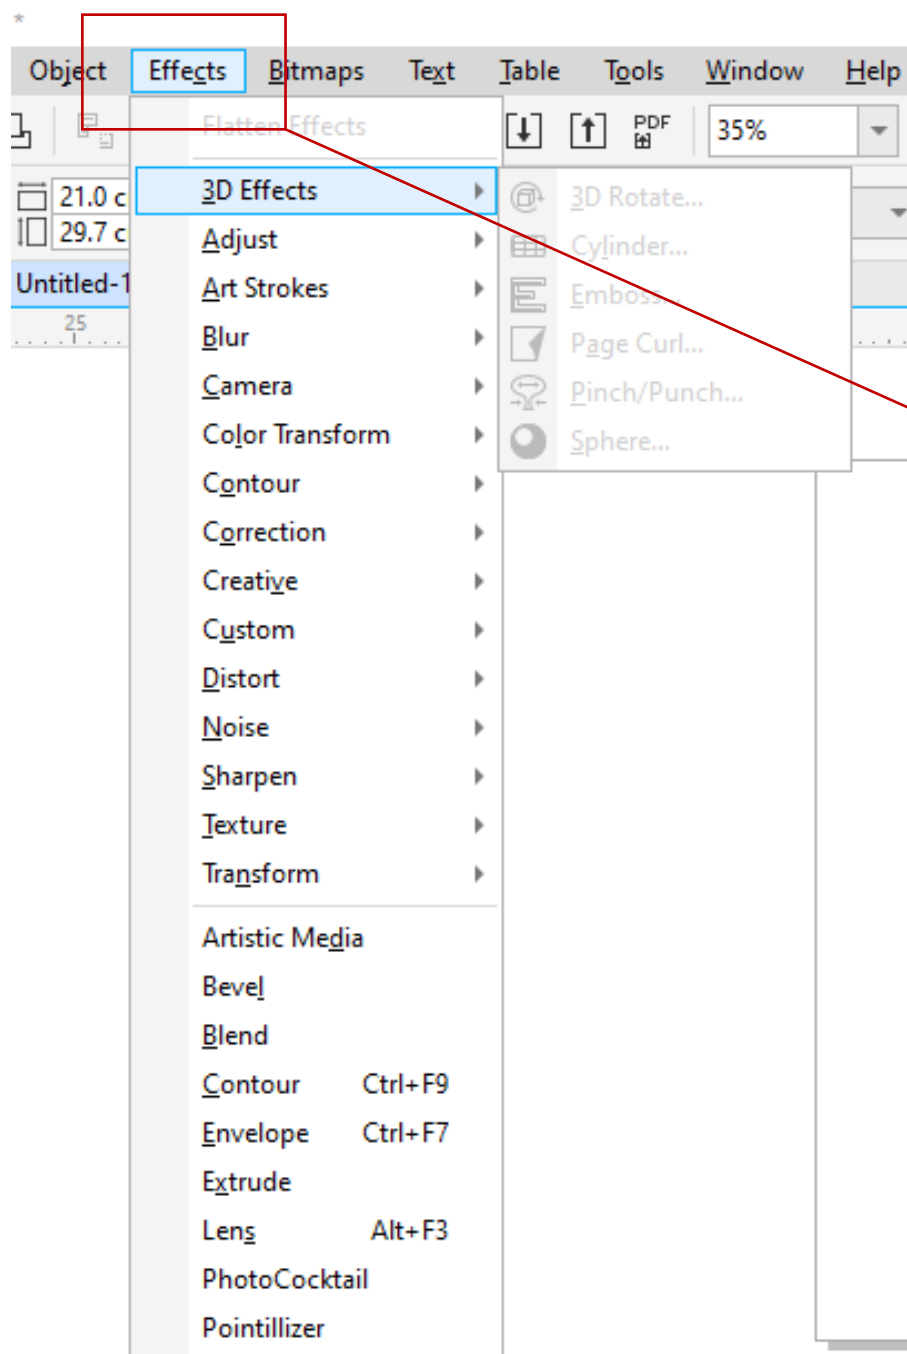 *
Object Effects Bitmaps Text Table Tools Window Help
Flatten Effects
PDF
35%
3D Effects
3D Rotate...
21.0 c
29.7 c
Adjust
Cylinder...
Untitled-1
Art Strokes
Emboss...
25
Blur
Page Curl...
Camera
Pinch/Punch...
Color Transform
Sphere...
Contour
Correction
Creative
Custom
Distort
Noise
Sharpen
Texture
Transform
Artistic Media
Bevel
Blend
Contour Ctrl+F9
Envelope Ctrl+F7
Extrude
Lens Alt+F3
PhotoCocktail
Pointillizer